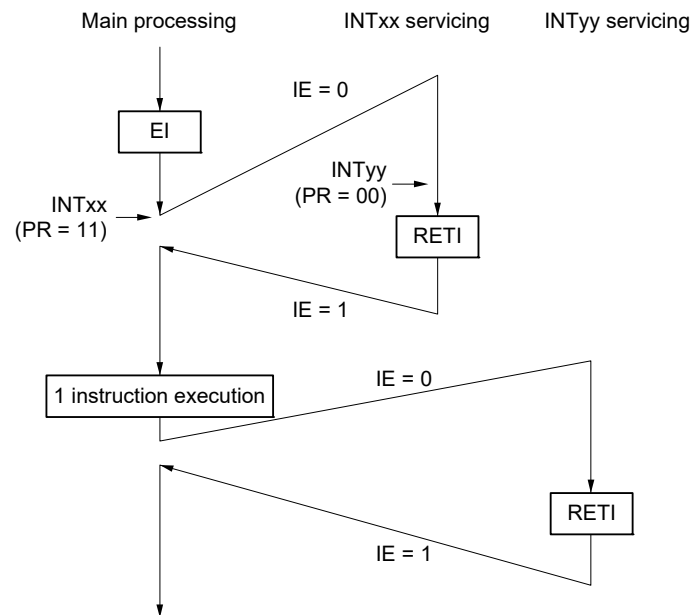 Main processing
INTxx servicing
INTyy servicing
IE = 0
EI
INTyy
(PR = 00)
INTxx
(PR = 11)
RETI
IE = 1
IE = 0
1 instruction execution
RETI
IE = 1